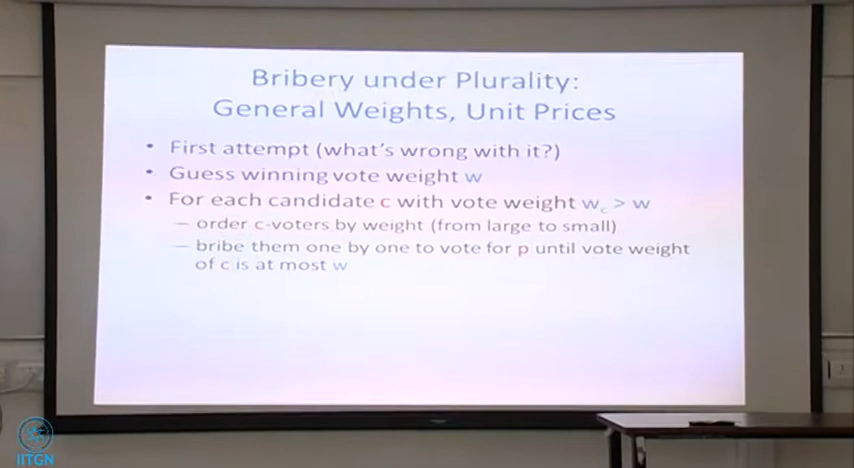 Bribery under Plurality:
General Weights, Unit Prices
• First attempt (what's wrong with it?)
• Guess winning vote weight w
• For each candidate c with vote weight w_c > w
– order c-voters by weight (from large to small)
– bribe them one by one to vote for p until vote weight
of c is at most w
IITGN